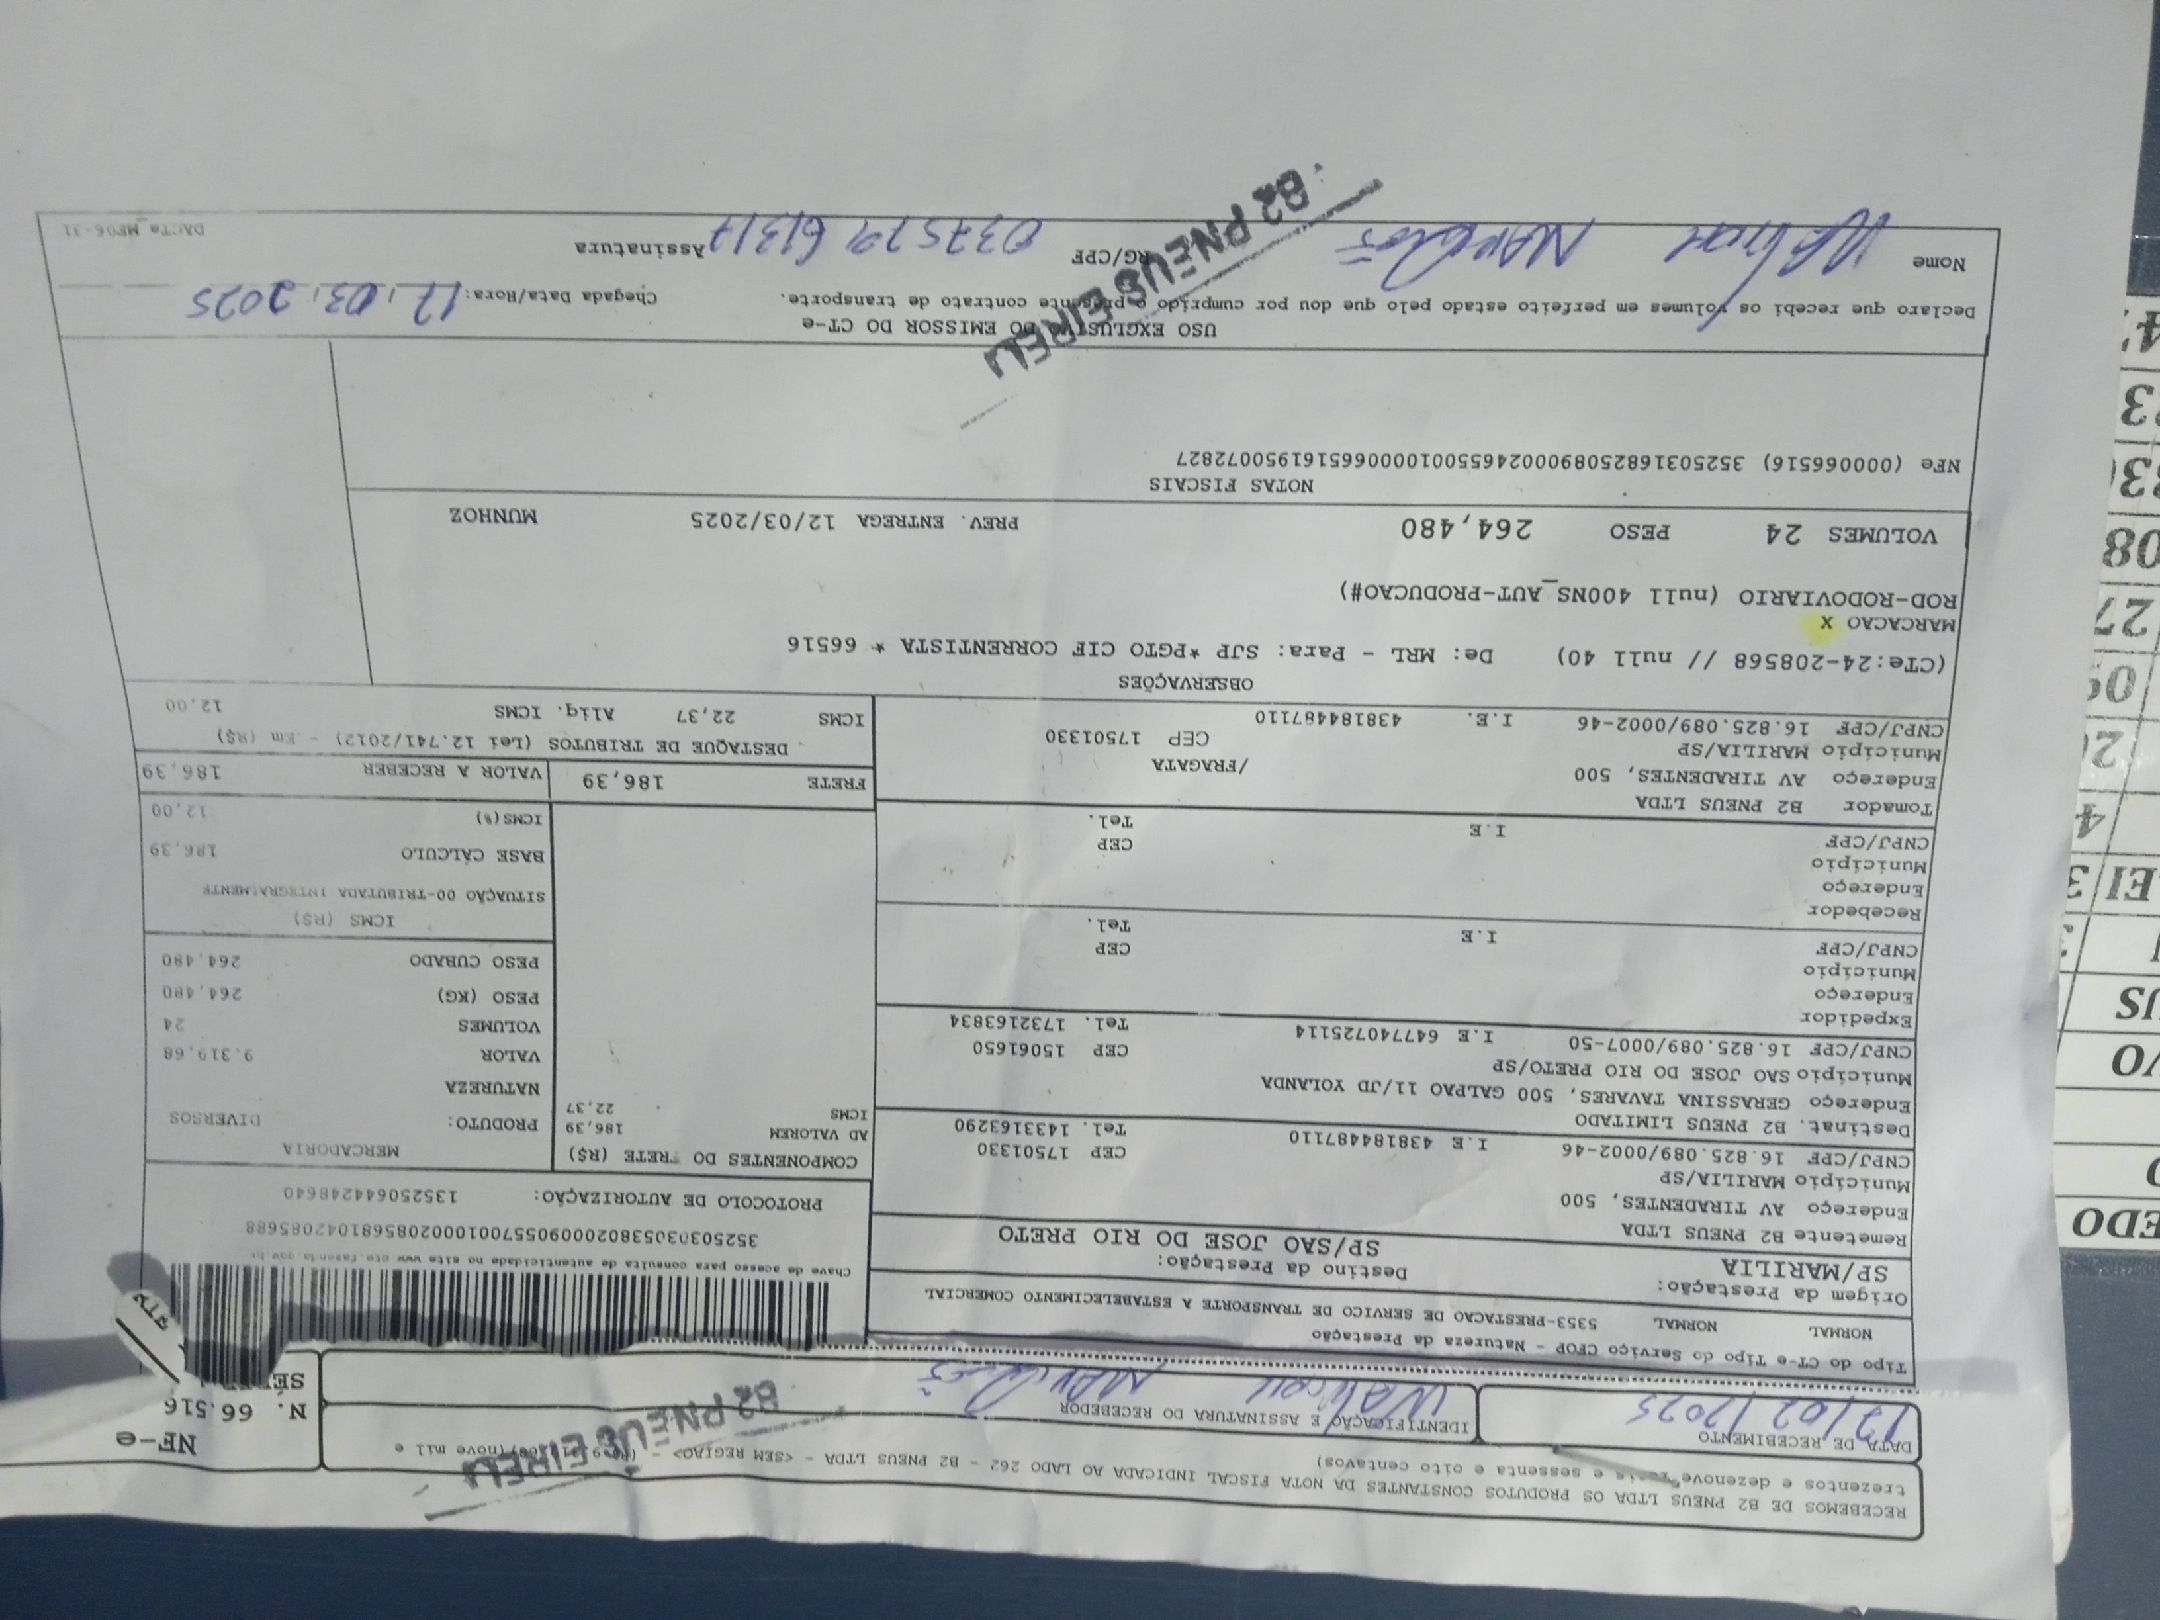 RECEBEMOS DE B2 PNEUS LTDA OS PRODUTOS CONSTANTES DA NOTA FISCAL INDICADA AO LADO 262 - B2 PNEUS LTDA - <SEM REGIAO> - (nove mil e
trezentos e dezenove reais e sessenta e oito centavos)
NF-e
N. 66.516
DATA DE RECEBIMENTO
IDENTIFICAÇÃO E ASSINATURA DO RECEBEDOR
B2 PNEUS EIRELI
Tipo do CT-e Tipo do Serviço CFOP - Natureza da Prestação
NORMAL NORMAL 5353-PRESTACAO DE SERVICO DE TRANSPORTE A ESTABELECIMENTO COMERCIAL
Origem da Prestação: Destino da Prestação:
SP/MARILIA SP/SAO JOSE DO RIO PRETO
Chave de acesso para consulta de autenticidade no site www.cte.fazenda.gov.br
PROTOCOLO DE AUTORIZAÇÃO: 135250644248640
Remetente B2 PNEUS LTDA
Endereço AV TIRADENTES, 500
Município MARILIA/SP CEP 17501330
CNPJ/CPF 16.825.089/0002-46 I.E 438184487110 Tel. 1433163290
Destinat. B2 PNEUS LIMITADO
Endereço GERASSINA TAVARES, 500 GALPAO 11/JD YOLANDA
Município SAO JOSE DO RIO PRETO/SP CEP 15061650
CNPJ/CPF 16.825.089/0007-50 I.E 647740725114 Tel. 1732163834
Expedidor
Endereço
Município CEP
CNPJ/CPF I.E Tel.
Recebedor
Endereço
Município CEP
CNPJ/CPF I.E Tel.
Tomador B2 PNEUS LTDA
Endereço AV TIRADENTES, 500 /FRAGATA
Município MARILIA/SP CEP 17501330
CNPJ/CPF 16.825.089/0002-46 I.E. 438184487110
COMPONENTES DO FRETE (R$)
AD VALOREM 186,39
ICMS 22,37
MERCADORIA
PRODUTO: DIVERSOS
NATUREZA
VALOR 9.319,68
VOLUMES 24
PESO (KG) 264,480
PESO CUBADO 264,480
ICMS (R$)
SITUAÇÃO 00-TRIBUTADA INTEGRALMENTE
BASE CÁLCULO 186,39
ICMS(%) 12,00
FRETE 186,39 VALOR A RECEBER 186,39
DESTAQUE DE TRIBUTOS (Lei 12.741/2012) - Em (R$)
ICMS 22,37 Alíq. ICMS 12,00
OBSERVAÇÕES
(CTe:24-208568 // null 40) De: MRL - Para: SJP *PGTO CIF CORRENTISTA * 66516
MARCACAO X
ROD-RODOVIARIO (null 400NS_AUT-PRODUCAO#)
VOLUMES 24 PESO 264,480 PREV. ENTREGA 12/03/2025 MUNHOZ
NOTAS FISCAIS
NFe (000066516) 35250316825089000246550010000665161950072827
USO EXCLUSIVO DO EMISSOR DO CT-e
Declaro que recebi os volumes em perfeito estado pelo que dou por cumprido o presente contrato de transporte. Chegada Data/Hora: 12, 03, 2025
Nome RG/CPF Assinatura
B2 PNEUS EIRELI
DACTe_MF06-31